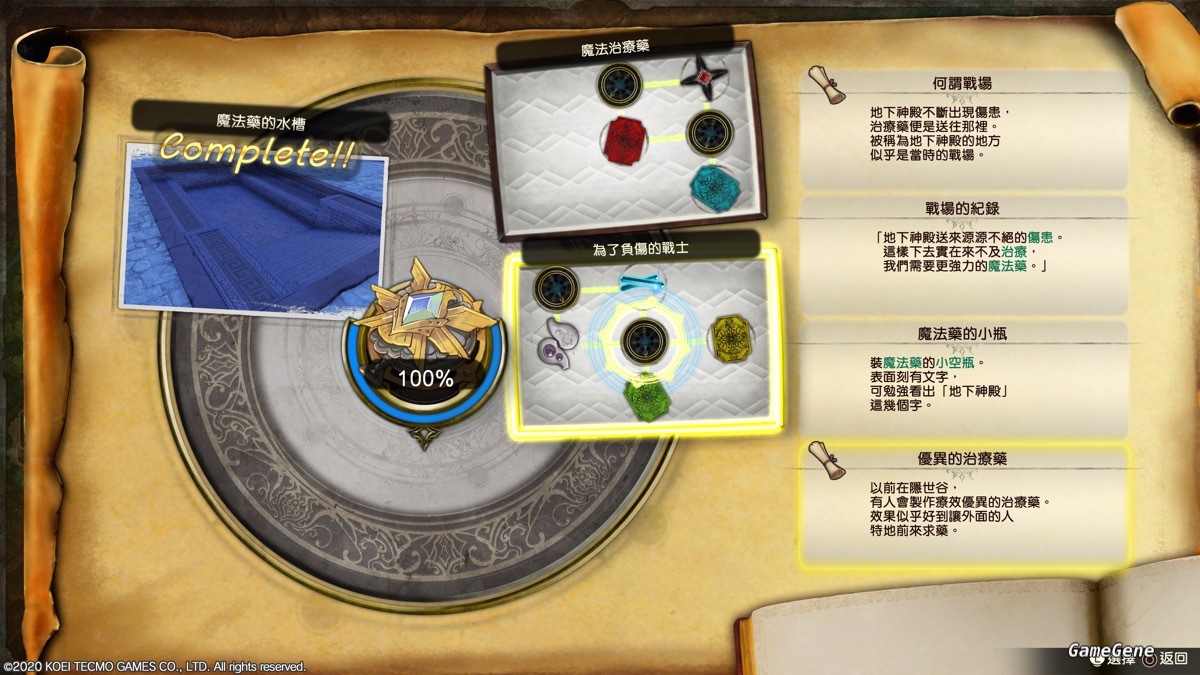 魔法藥的水槽
Complete!!
100%
魔法治療藥
為了負傷的戰士
何謂戰場
地下神殿不斷出現傷患，
治療藥便是送往那裡。
被稱為地下神殿的地方
似乎是當時的戰場。
戰場的紀錄
「地下神殿送來源源不絕的傷患。
這樣下去實在來不及治療，
我們需要更強力的魔法藥。」
魔法藥的小瓶
裝魔法藥的小空瓶。
表面刻有文字，
可勉強看出「地下神殿」
這幾個字。
優異的治療藥
以前在隱世谷，
有人會製作療效優異的治療藥。
效果似乎好到讓外面的人
特地前來求藥。
©2020 KOEI TECMO GAMES CO., LTD. All rights reserved.
GameGene
L 選擇 返回